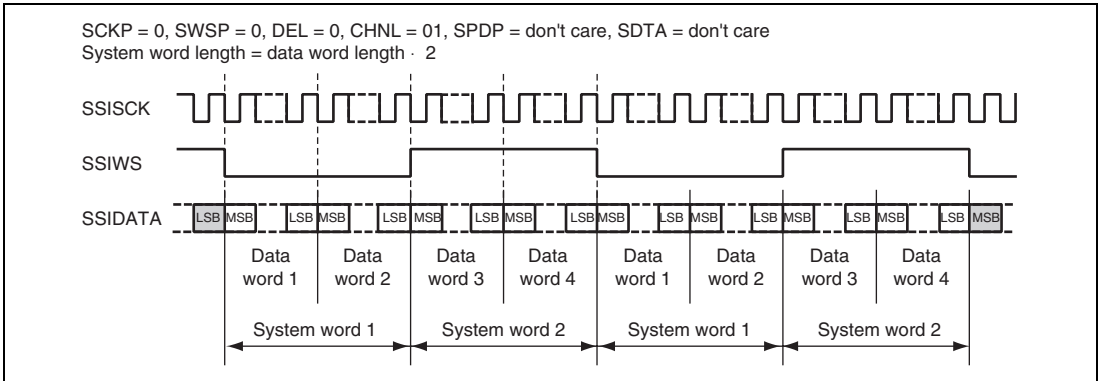 SCKP = 0, SWSP = 0, DEL = 0, CHNL = 01, SPDP = don't care, SDTA = don't care
System word length = data word length · 2
SSISCK
SSIWS
SSIDATA
LSB MSB LSB MSB LSB MSB LSB MSB LSB MSB LSB MSB LSB MSB LSB MSB LSB MSB
Data word 1 Data word 2 Data word 3 Data word 4 Data word 1 Data word 2 Data word 3 Data word 4
System word 1 System word 2 System word 1 System word 2